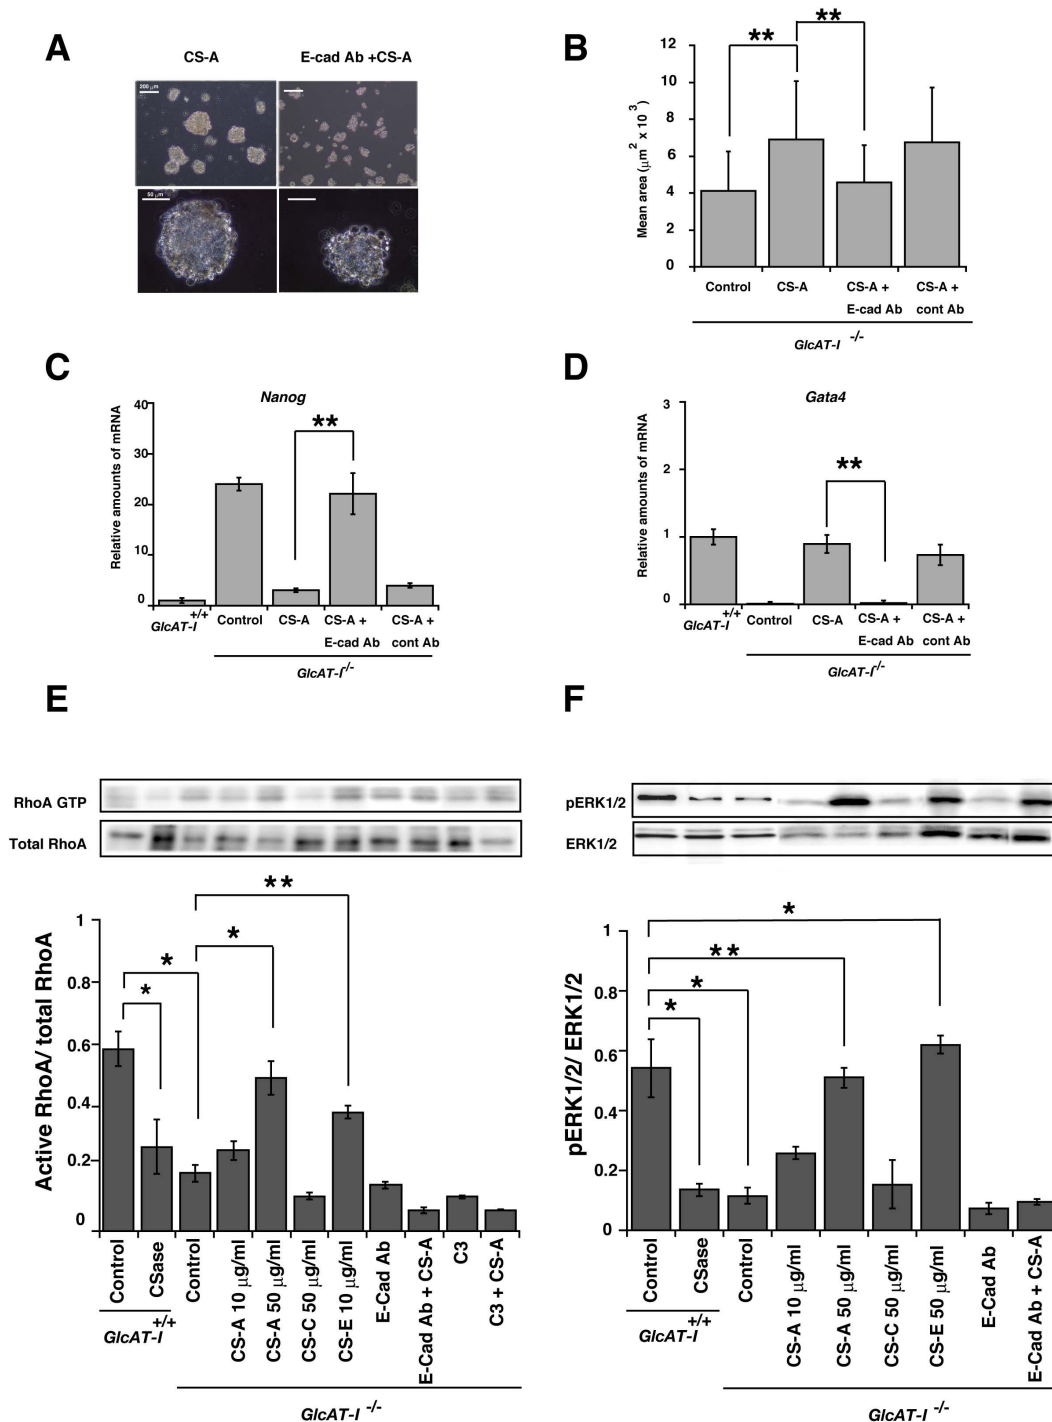 A
CS-A
E-cad Ab +CS-A
200 μm
50 μm
B
** **
12
10
8
6
4
2
0
Mean area (μm² x 10³)
Control CS-A CS-A + E-cad Ab CS-A + cont Ab
GlcAT-I -/-
C
Nanog
**
40
30
20
10
0
Relative amounts of mRNA
GlcAT-I +/+ Control CS-A CS-A + E-cad Ab CS-A + cont Ab
GlcAT-I -/-
D
Gata4
**
3
2
1
0
Relative amounts of mRNA
GlcAT-I +/+ Control CS-A CS-A + E-cad Ab CS-A + cont Ab
GlcAT-I -/-
E
RhoA GTP
Total RhoA
**
*
*
*
1
0.8
0.6
0.4
0.2
0
Active RhoA/ total RhoA
Control
CSase
Control
CS-A 10 μg/ml
CS-A 50 μg/ml
CS-C 50 μg/ml
CS-E 10 μg/ml
E-Cad Ab
E-Cad Ab + CS-A
C3
C3 + CS-A
GlcAT-I +/+
GlcAT-I -/-
F
pERK1/2
ERK1/2
*
**
*
*
1
0.8
0.6
0.4
0.2
0
pERK1/2/ ERK1/2
Control
CSase
Control
CS-A 10 μg/ml
CS-A 50 μg/ml
CS-C 50 μg/ml
CS-E 50 μg/ml
E-Cad Ab
E-Cad Ab + CS-A
GlcAT-I +/+
GlcAT-I -/-